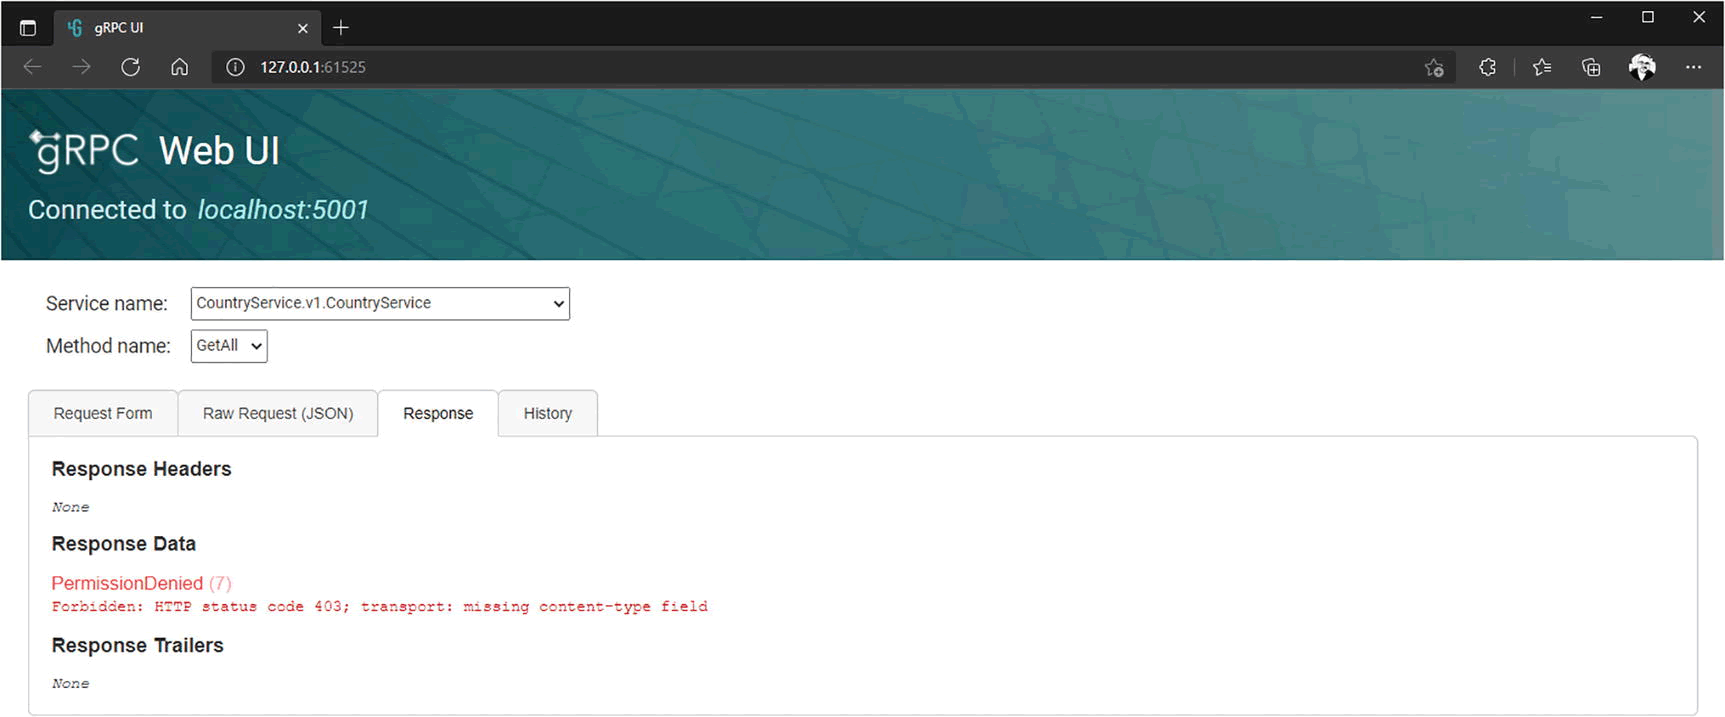 gRPC UI
127.0.0.1:61525
gRPC Web UI
Connected to localhost:5001
Service name: CountryService.v1.CountryService
Method name: GetAll
Request Form Raw Request (JSON) Response History
Response Headers
None
Response Data
PermissionDenied (7)
Forbidden: HTTP status code 403; transport: missing content-type field
Response Trailers
None